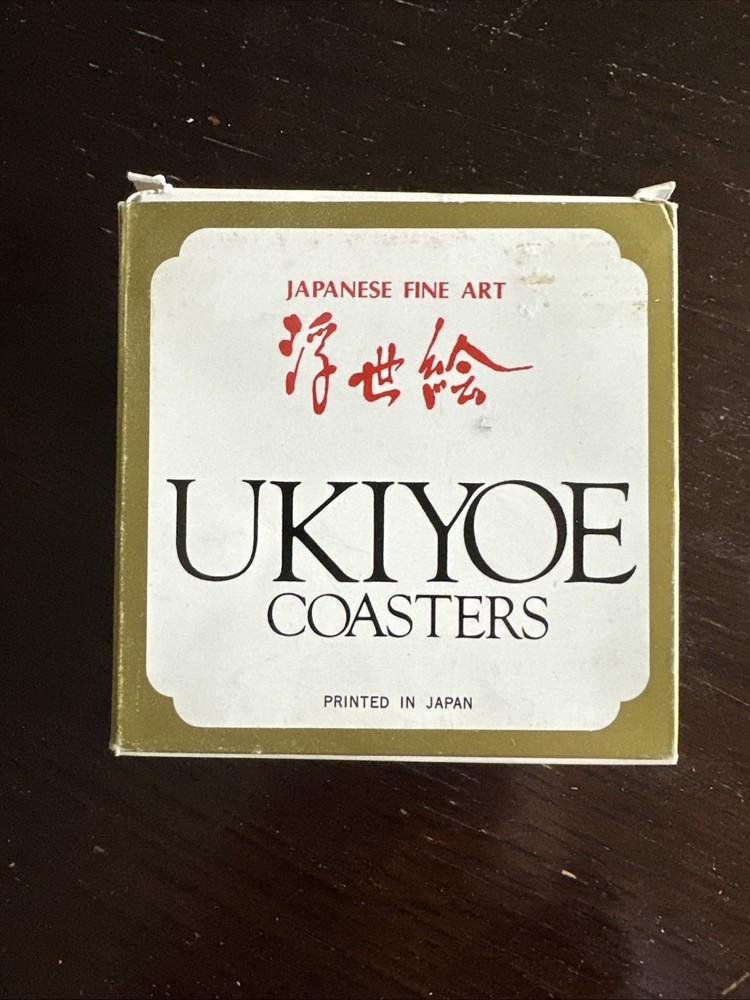 JAPANESE FINE ART
浮世絵
UKIYOE
COASTERS
PRINTED IN JAPAN